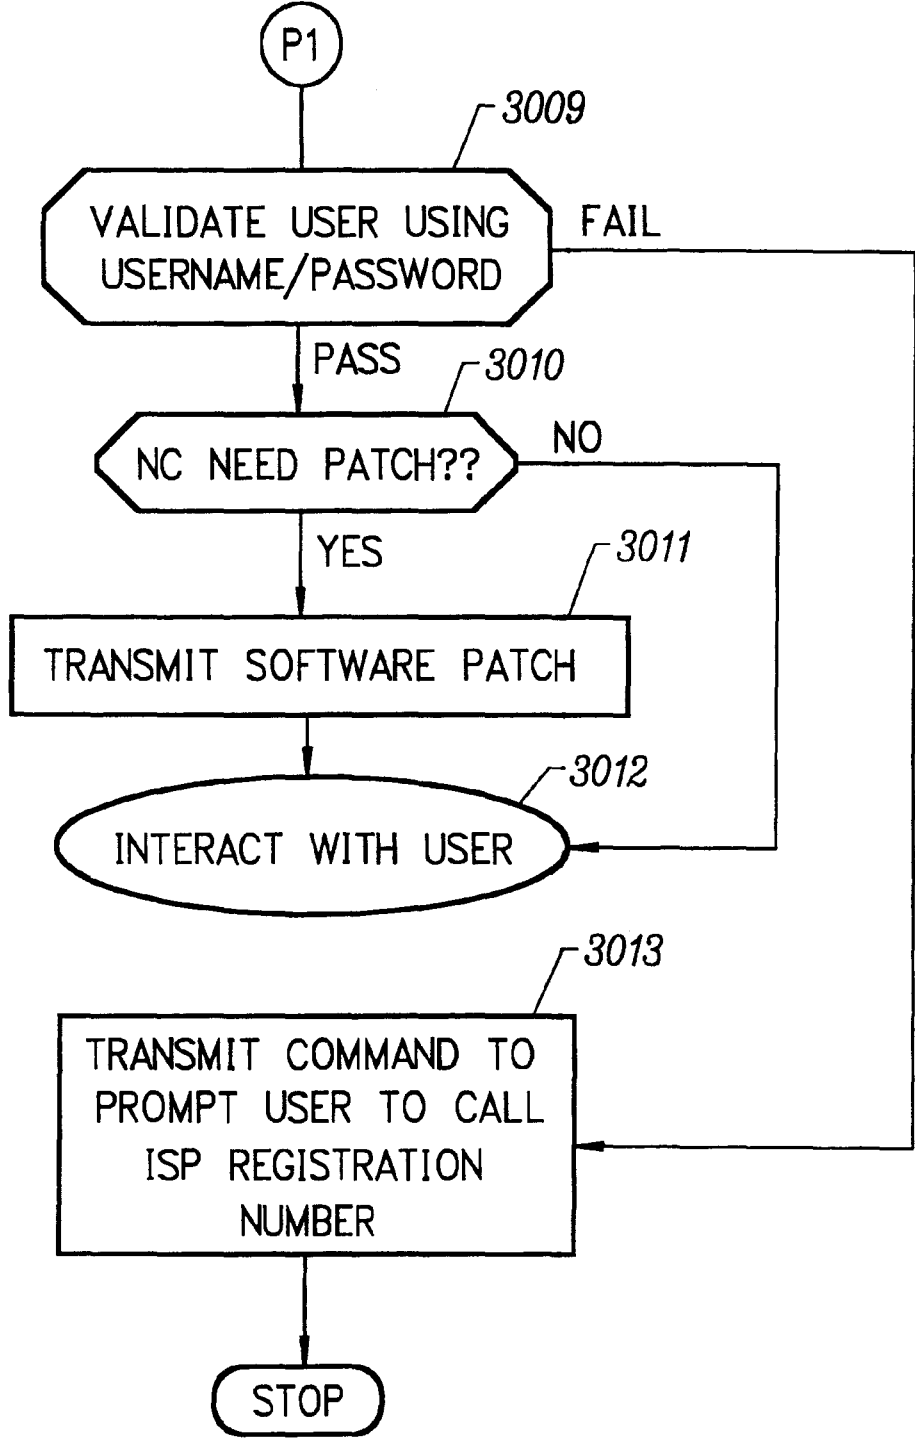 P1
3009
VALIDATE USER USING
USERNAME/PASSWORD
FAIL
PASS
3010
NC NEED PATCH??
NO
YES
3011
TRANSMIT SOFTWARE PATCH
3012
INTERACT WITH USER
3013
TRANSMIT COMMAND TO
PROMPT USER TO CALL
ISP REGISTRATION
NUMBER
STOP